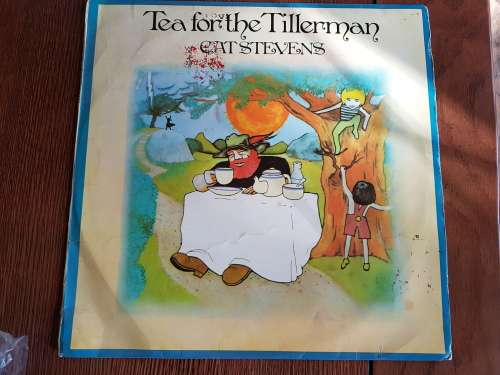 Tea for the Tillerman
CAT STEVENS